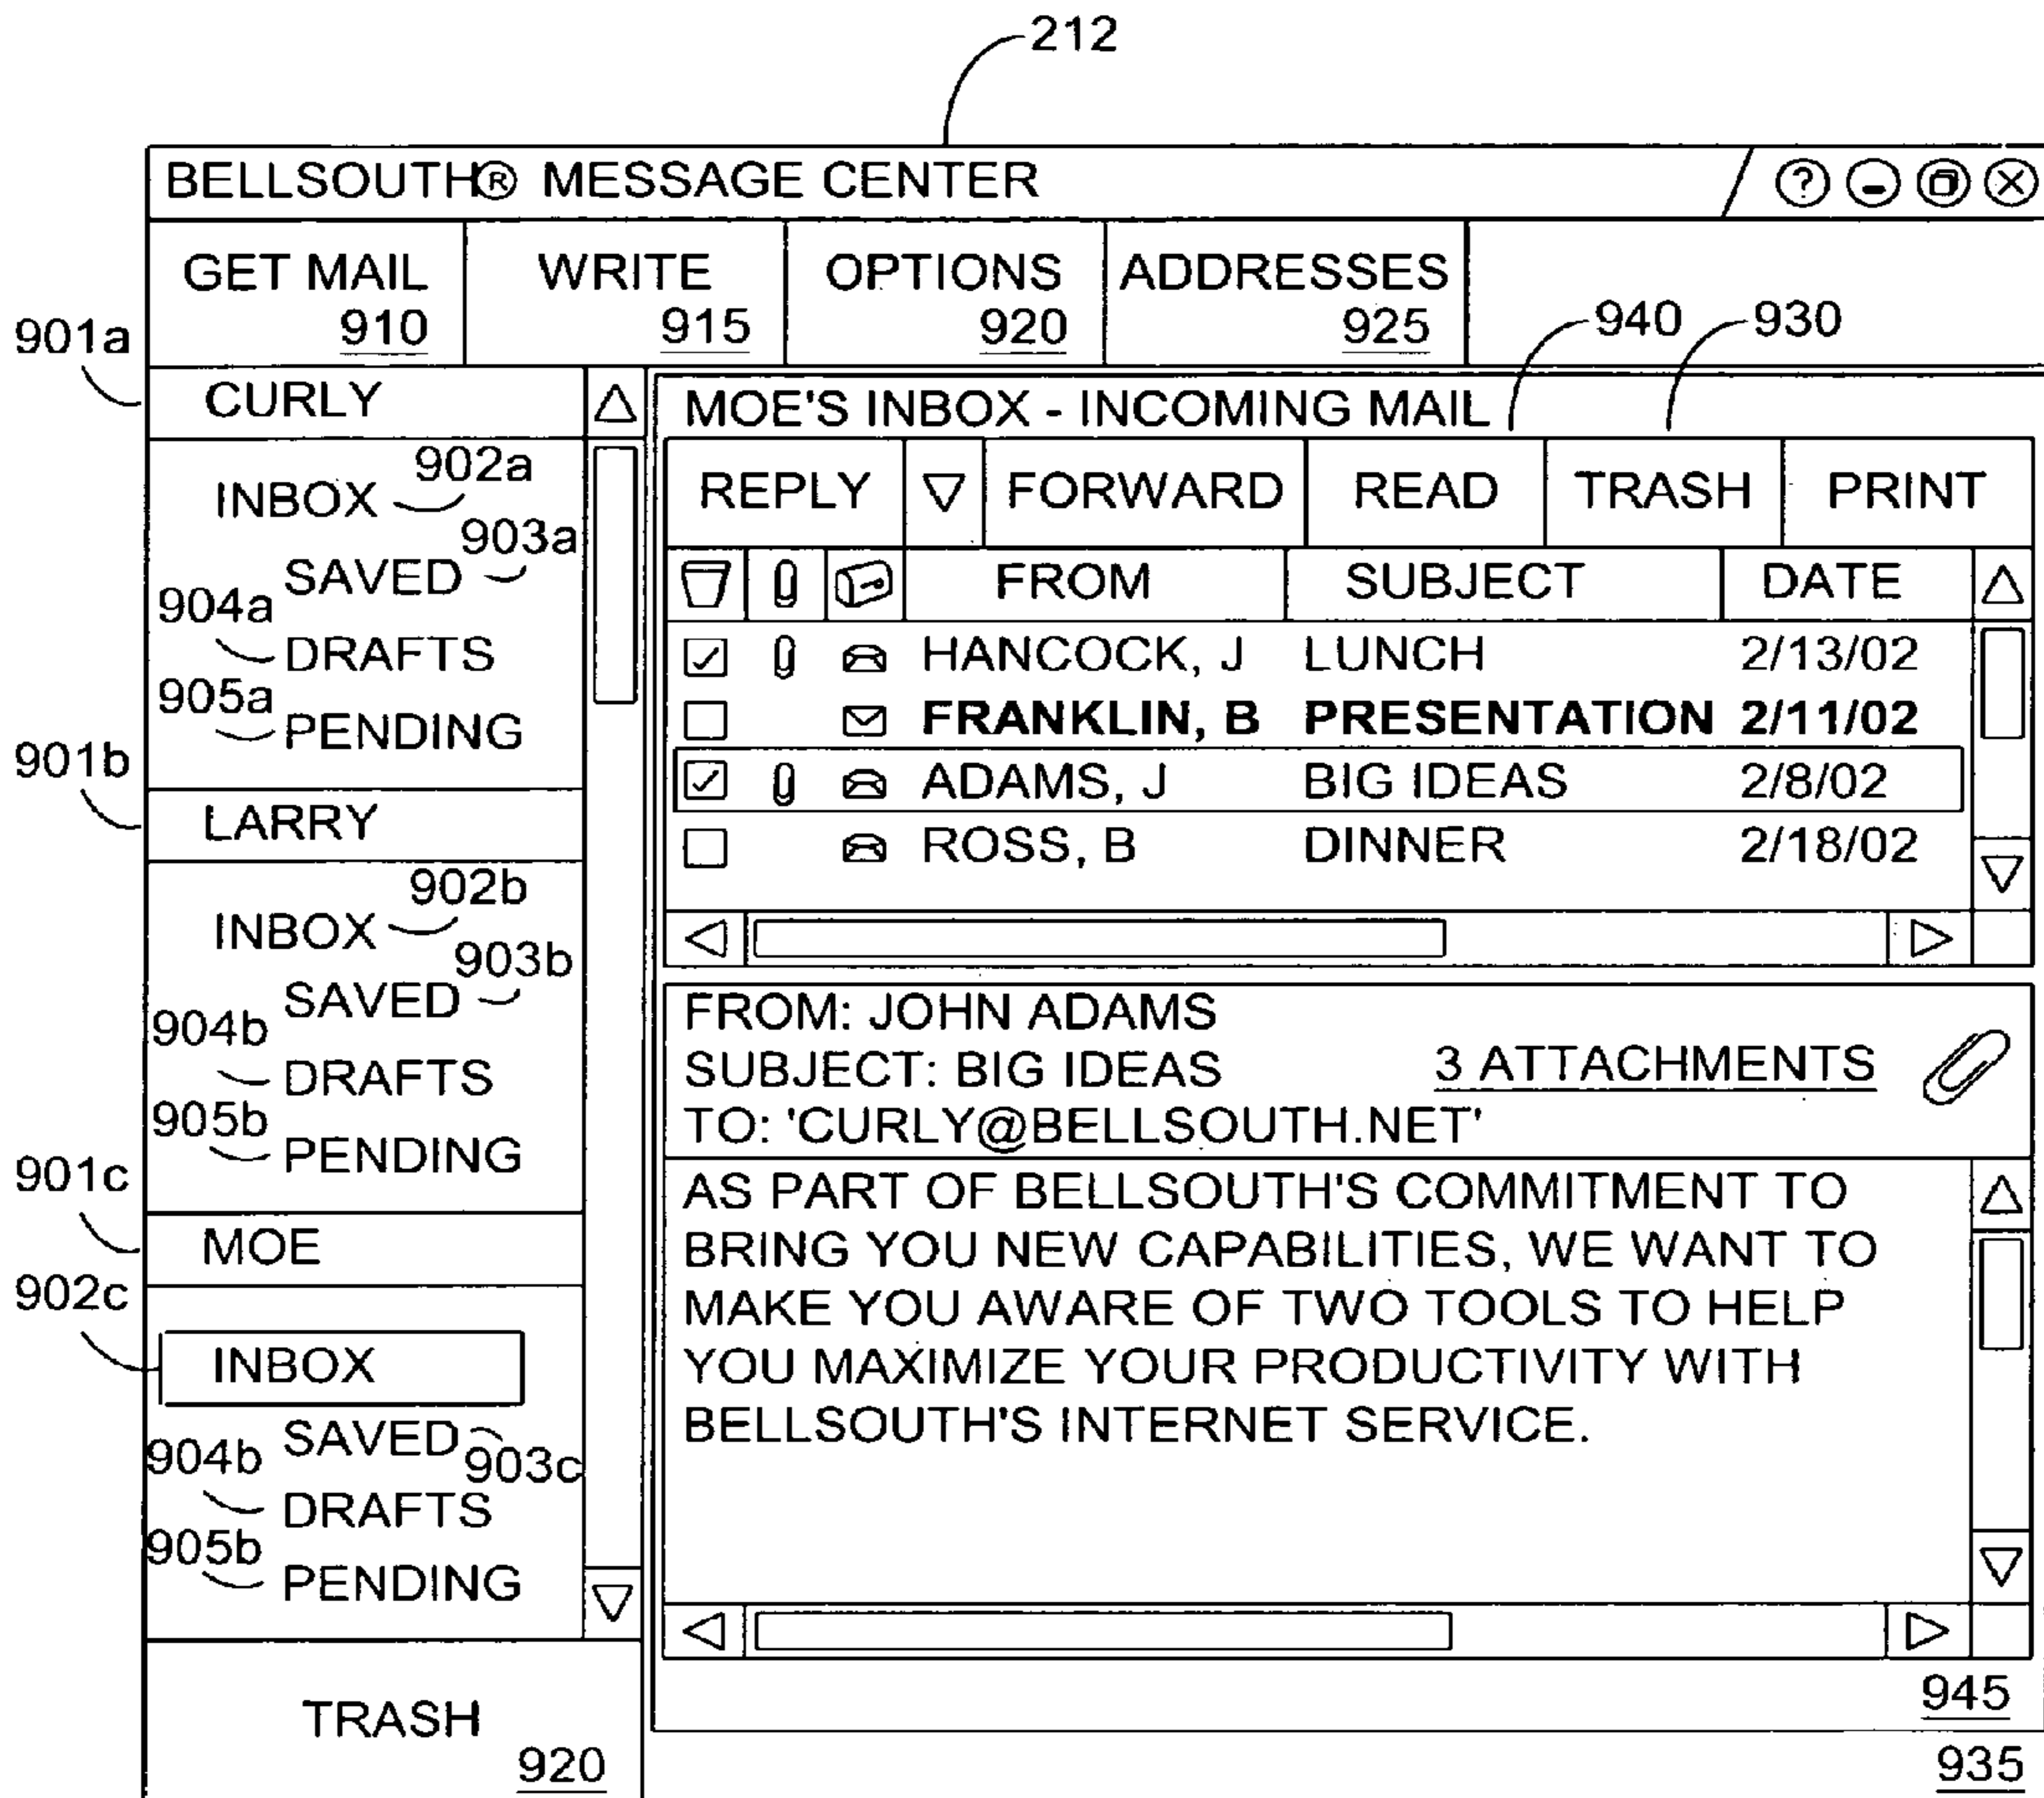 212
BELLSOUTH® MESSAGE CENTER
GET MAIL WRITE OPTIONS ADDRESSES
910 915 920 925
940 930
901a
CURLY
902a
INBOX
903a
SAVED
904a
DRAFTS
905a
PENDING
901b
LARRY
902b
INBOX
903b
SAVED
904b
DRAFTS
905b
PENDING
901c
MOE
902c
INBOX
SAVED
903c
904b
DRAFTS
905b
PENDING
TRASH
920
MOE'S INBOX - INCOMING MAIL
REPLY FORWARD READ TRASH PRINT
FROM SUBJECT DATE
HANCOCK, J LUNCH 2/13/02
FRANKLIN, B PRESENTATION 2/11/02
ADAMS, J BIG IDEAS 2/8/02
ROSS, B DINNER 2/18/02
FROM: JOHN ADAMS
SUBJECT: BIG IDEAS 3 ATTACHMENTS
TO: 'CURLY@BELLSOUTH.NET'
AS PART OF BELLSOUTH'S COMMITMENT TO
BRING YOU NEW CAPABILITIES, WE WANT TO
MAKE YOU AWARE OF TWO TOOLS TO HELP
YOU MAXIMIZE YOUR PRODUCTIVITY WITH
BELLSOUTH'S INTERNET SERVICE.
945
935